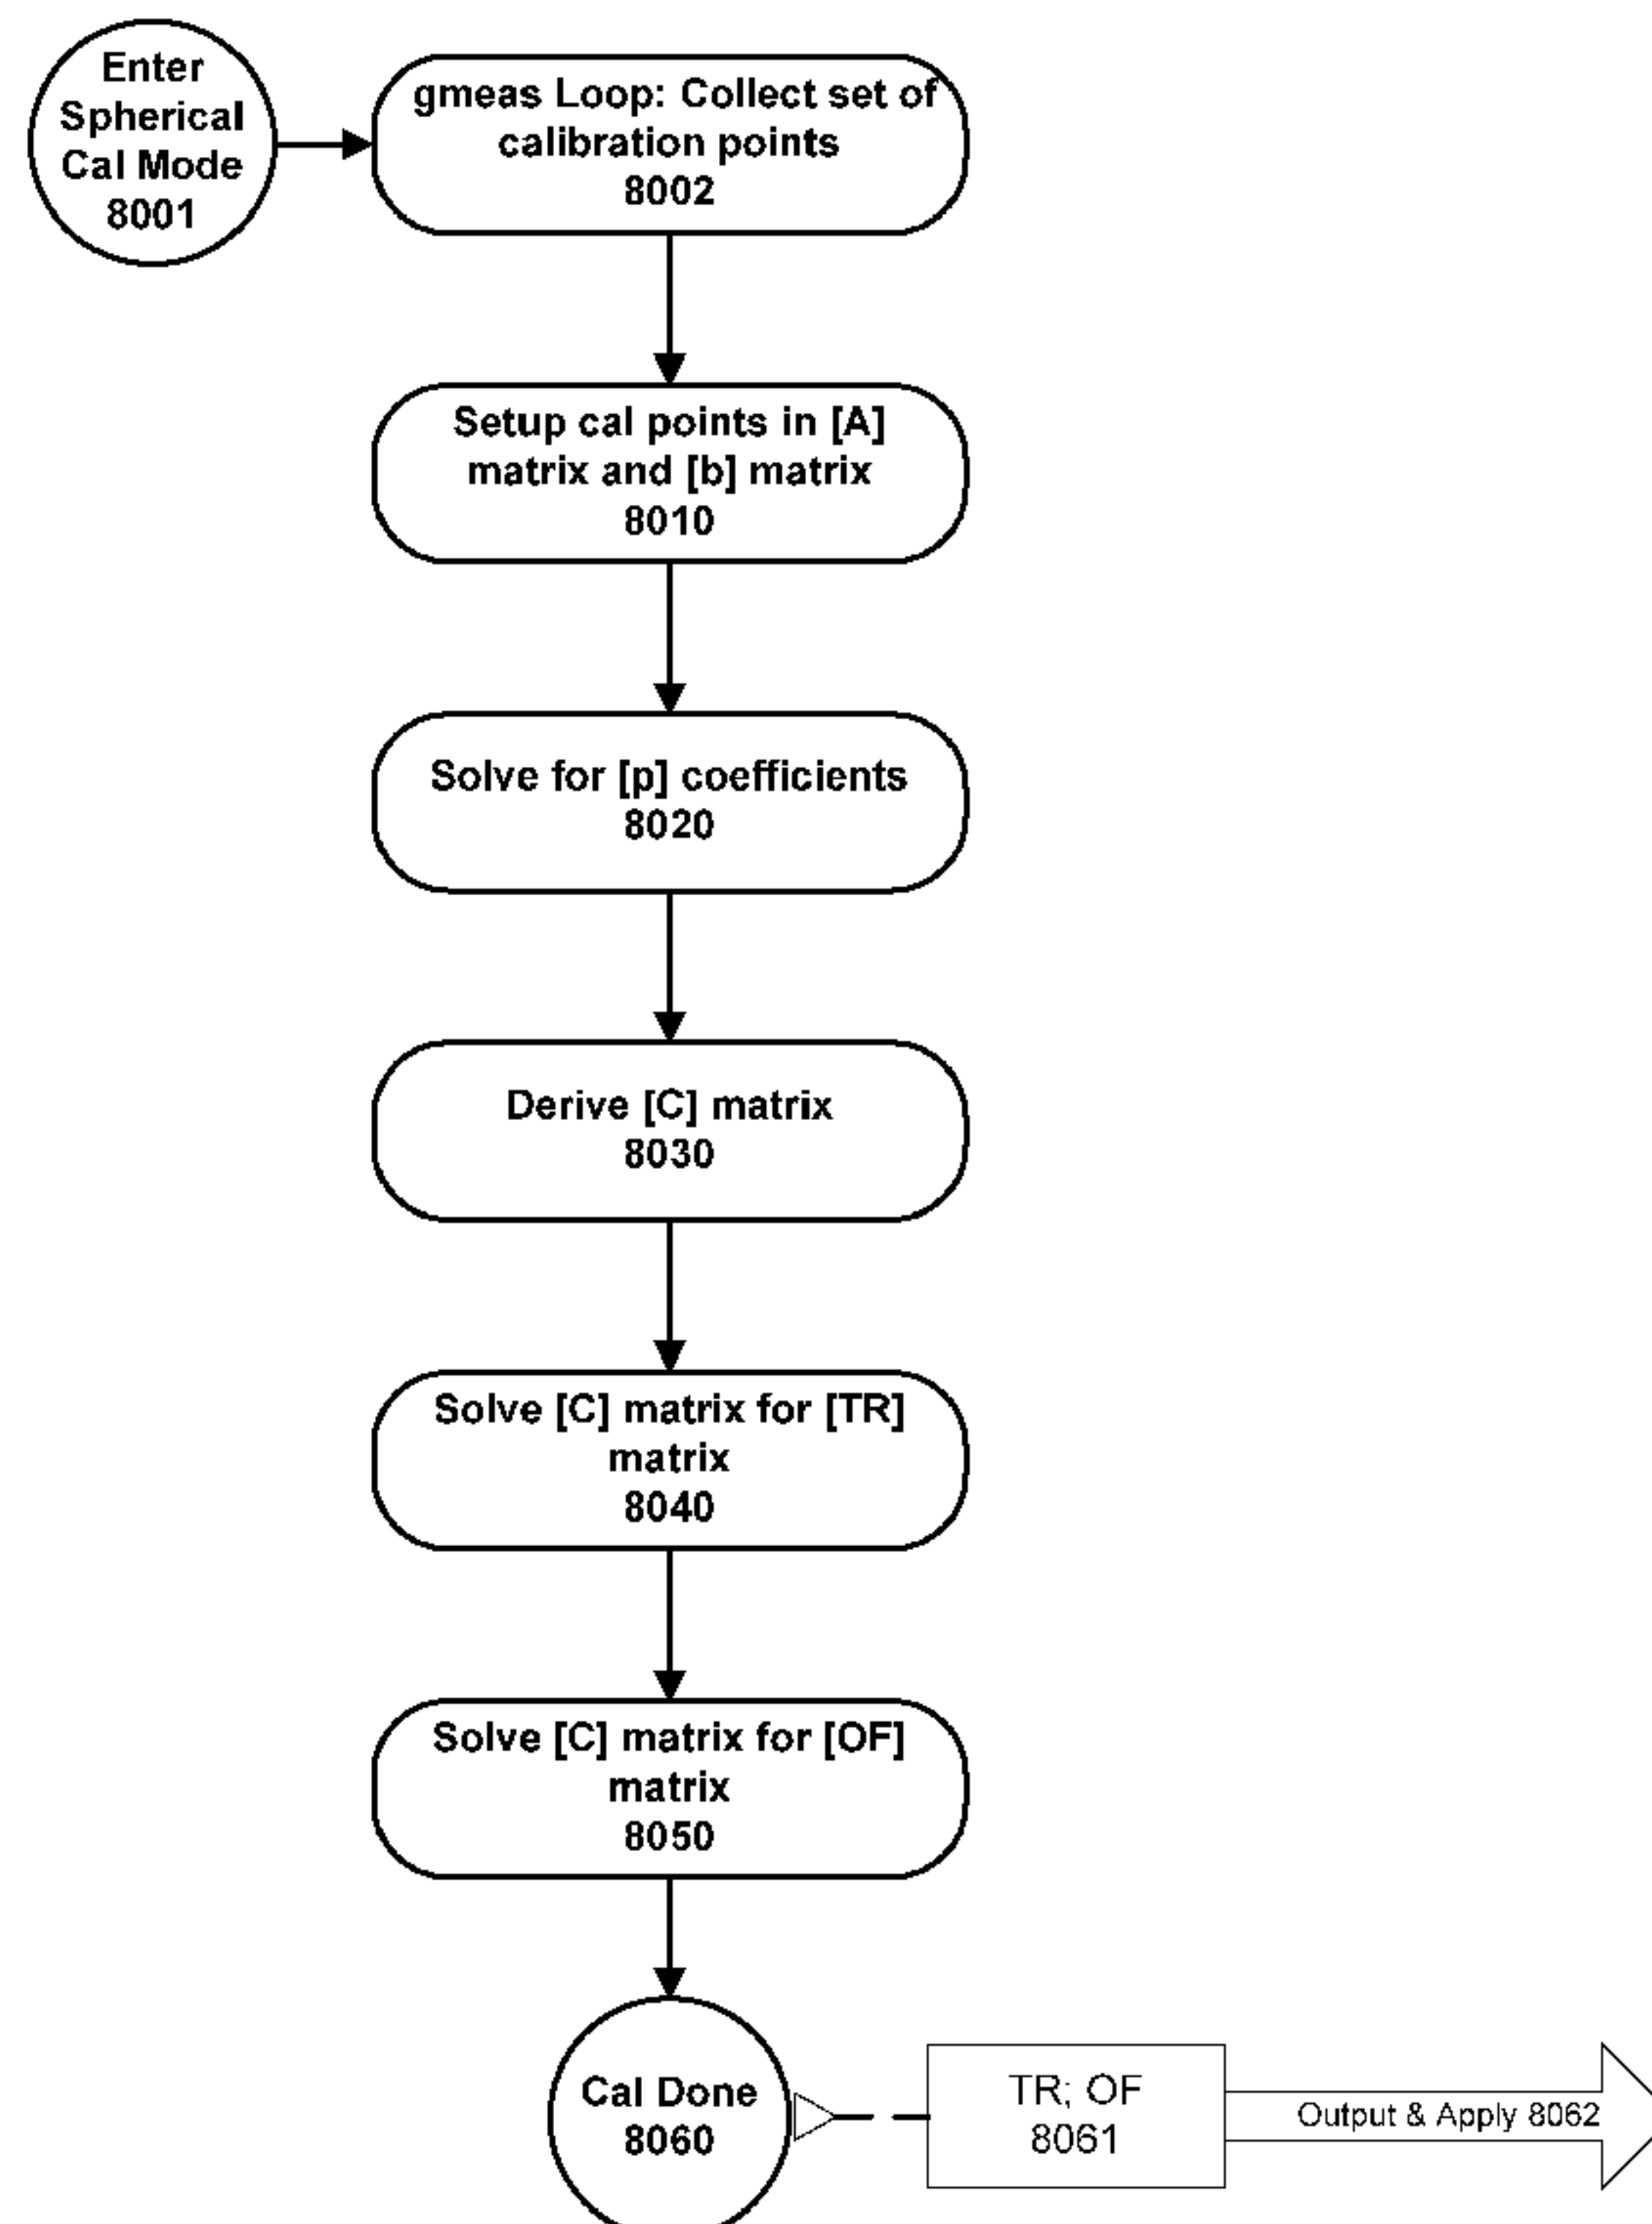 Enter
Spherical
Cal Mode
8001
gmeas Loop: Collect set of
calibration points
8002
Setup cal points in [A]
matrix and [b] matrix
8010
Solve for [p] coefficients
8020
Derive [C] matrix
8030
Solve [C] matrix for [TR]
matrix
8040
Solve [C] matrix for [OF]
matrix
8050
Cal Done
8060
TR; OF
8061
Output & Apply 8062